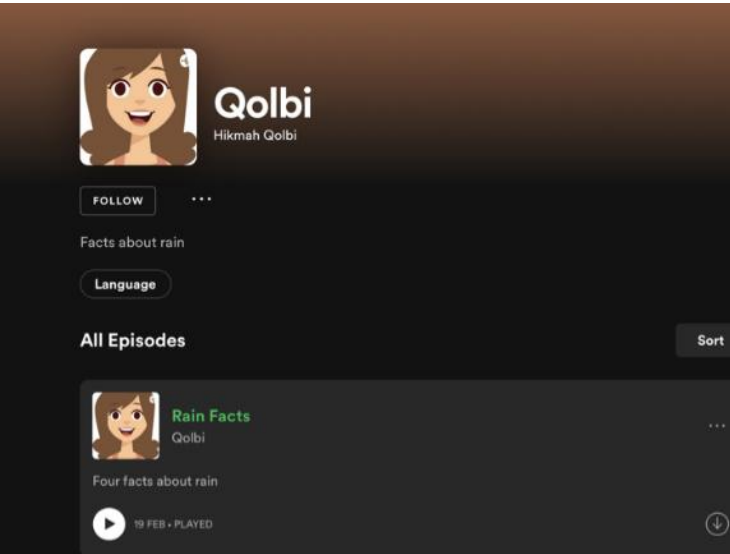 Qolbi
Hikmah Qolbi
FOLLOW
Facts about rain
Language
All Episodes
Sort
Rain Facts
Qolbi
Four facts about rain
19 FEB • PLAYED